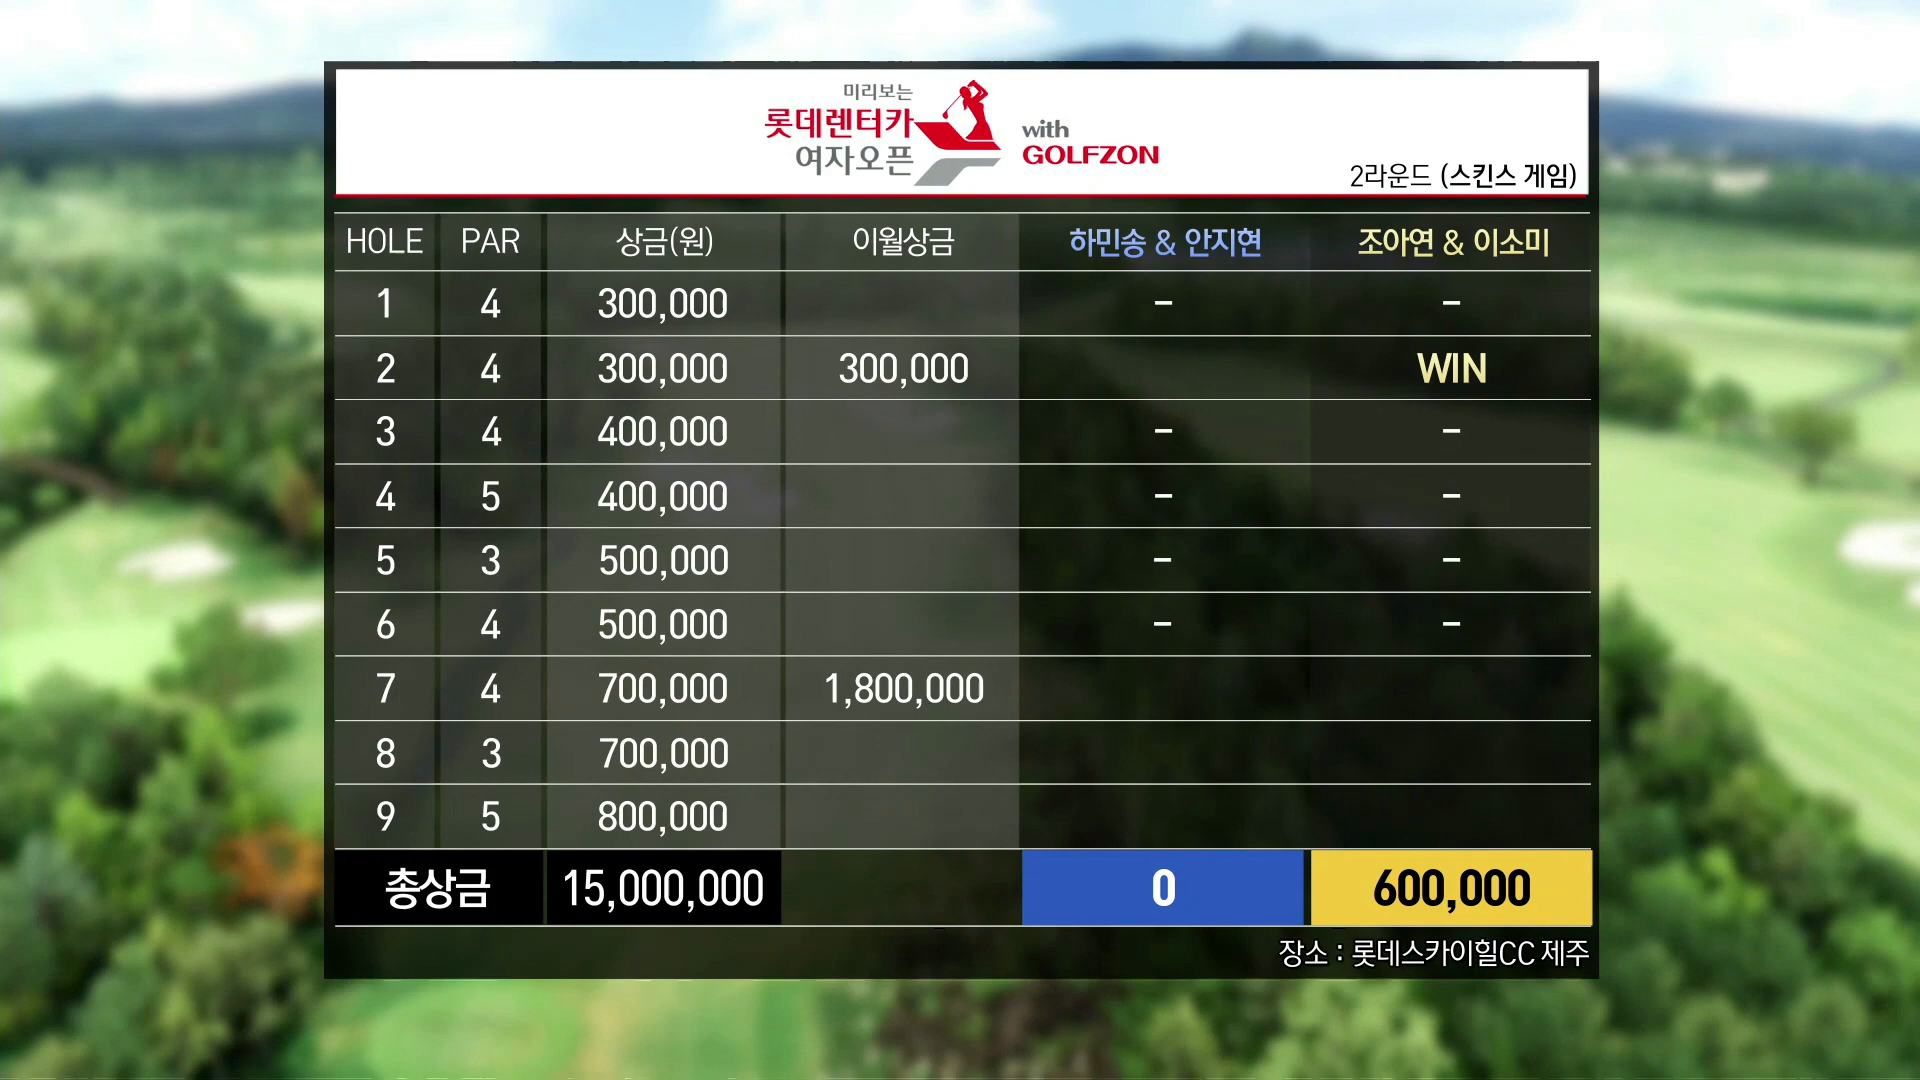 미리보는
롯데렌터카
여자오픈
with
GOLFZON
2라운드 (스킨스 게임)
HOLE PAR 상금(원) 이월상금 하민송 & 안지현 조아연 & 이소미
1 4 300,000 - -
2 4 300,000 300,000 WIN
3 4 400,000 - -
4 5 400,000 - -
5 3 500,000 - -
6 4 500,000 - -
7 4 700,000 1,800,000
8 3 700,000
9 5 800,000
총상금 15,000,000 0 600,000
장소 : 롯데스카이힐CC 제주